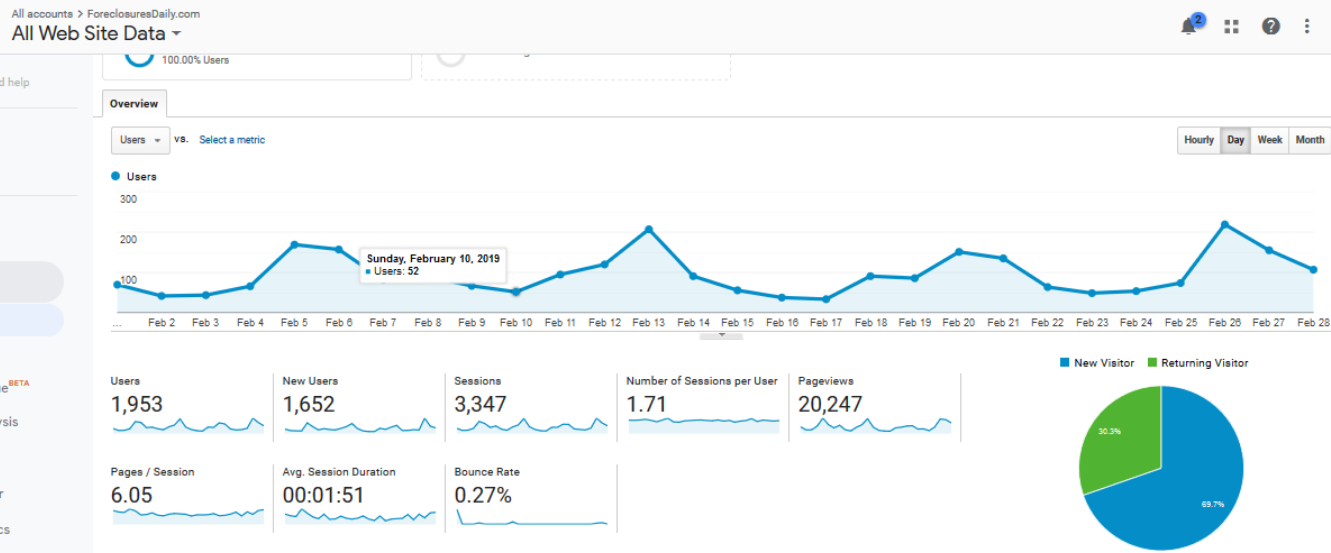 All accounts > ForeclosuresDaily.com
All Web Site Data
2
100.00% Users
d help
Overview
Users vs. Select a metric
Hourly Day Week Month
Users
300
200
100
Sunday, February 10, 2019
Users: 52
... Feb 2 Feb 3 Feb 4 Feb 5 Feb 6 Feb 7 Feb 8 Feb 9 Feb 10 Feb 11 Feb 12 Feb 13 Feb 14 Feb 15 Feb 16 Feb 17 Feb 18 Feb 19 Feb 20 Feb 21 Feb 22 Feb 23 Feb 24 Feb 25 Feb 26 Feb 27 Feb 28
New Visitor Returning Visitor
Users New Users Sessions Number of Sessions per User Pageviews
1,953 1,652 3,347 1.71 20,247
BETA
ysis
30.3%
Pages / Session Avg. Session Duration Bounce Rate
6.05 00:01:51 0.27%
69.7%
r
cs